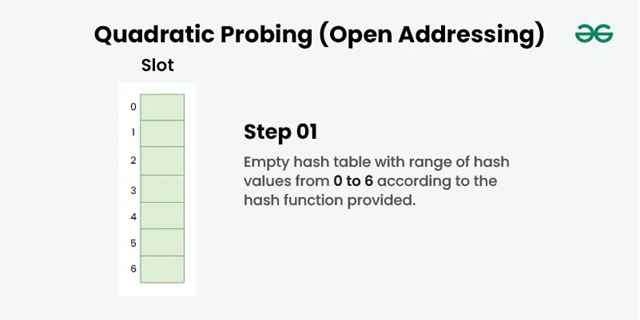 Quadratic Probing (Open Addressing)
Slot
0
1
2
3
4
5
6
Step 01
Empty hash table with range of hash
values from 0 to 6 according to the
hash function provided.